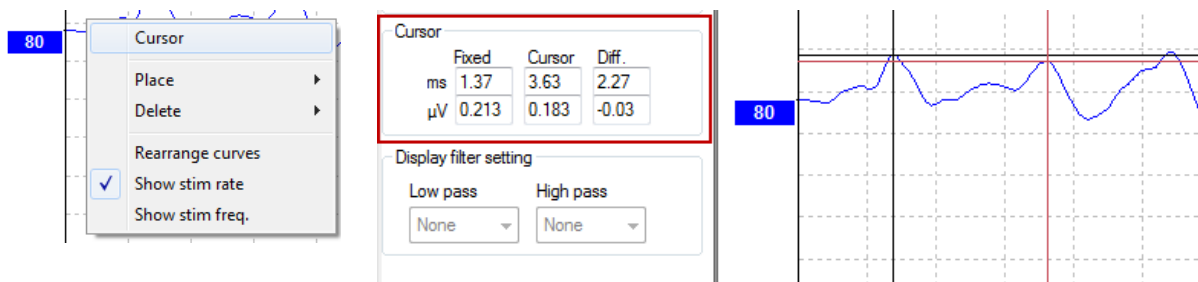 80
Cursor
Place
Delete
Rearrange curves
Show stim rate
Show stim freq.
Cursor
Fixed Cursor Diff.
ms 1.37 3.63 2.27
µV 0.213 0.183 -0.03
Display filter setting
Low pass High pass
None None
80